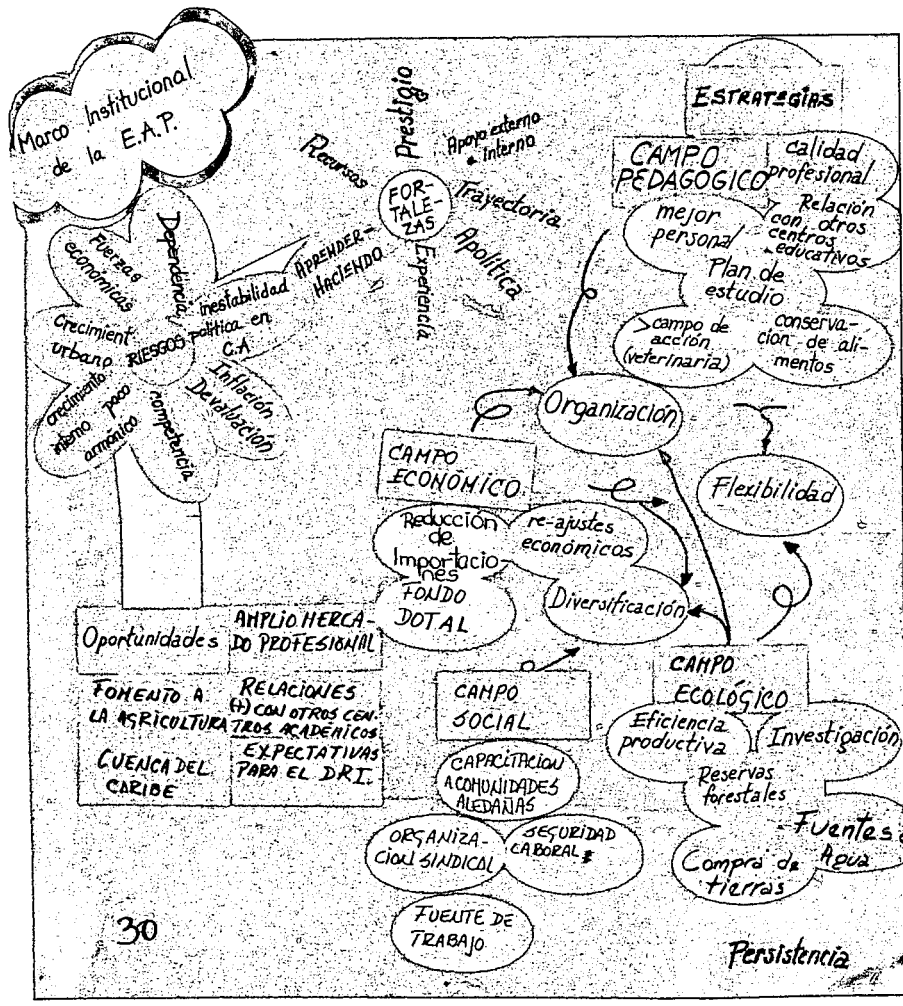 Marco Institucional
de la E.A.P.
Fuerzas
económicas
Dependencia
Crecimient
urbano
RIESGOS
inestabilidad
política en
C.A
crecimiento
interno poco
armónico
competencia
Inflación
Devaluación
Recursos
Prestigio
Apoyo externo
e interno
FOR-
TALE-
ZAS
Trayectoria
Apolítica
Experiencia
APRENDER-
HACIENDO
ESTRATEGIAS
CAMPO
PEDAGÓGICO
calidad
profesional
mejor
personal
Relación
con otros
centros
educativos
Plan de
estudio
>campo de
acción
(veterinaria)
conserva-
cion de ali-
mentos
Organización
Flexibilidad
CAMPO
ECONÓMICO
Reducción
de
Importacio-
nes
re-ajustes
económicos
FONDO
DOTAL
Diversificación
Oportunidades
AMPLIO MERCA-
DO PROFESIONAL
FOMENTO A
LA AGRICULTURA
RELACIONES
(+) CON OTROS CEN-
TROS ACADÉNICOS
CUENCA DEL
CARIBE
EXPECTATIVAS
PARA EL DRI.
CAMPO
SOCIAL
CAPACITACION
A COMUNIDADES
ALEDAÑAS
ORGANIZA-
CION SINDICAL
SEGURIDAD
LABORAL
FUENTE DE
TRABAJO
CAMPO
ECOLÓGICO
Eficiencia
productiva
Investigación
Reservas
forestales
Fuentes
Agua
Compra de
tierras
30
Persistencia